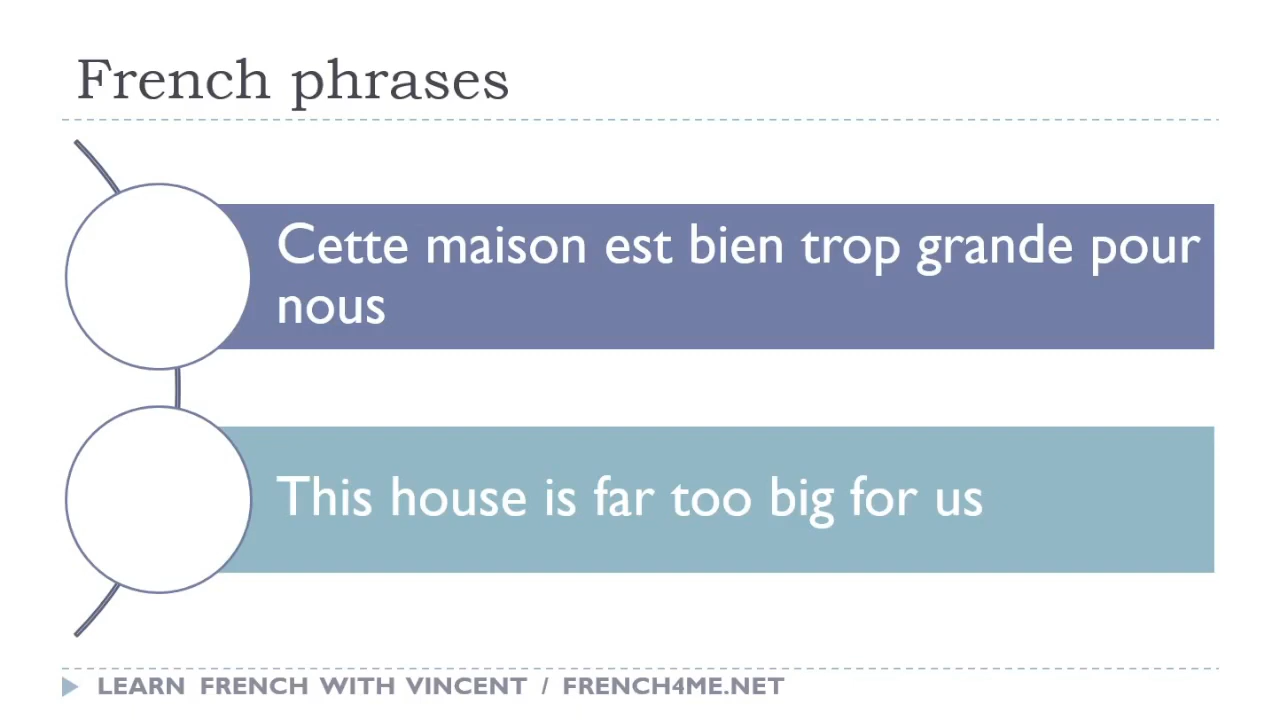 French phrases
Cette maison est bien trop grande pour
nous
This house is far too big for us
LEARN FRENCH WITH VINCENT / FRENCH4ME.NET